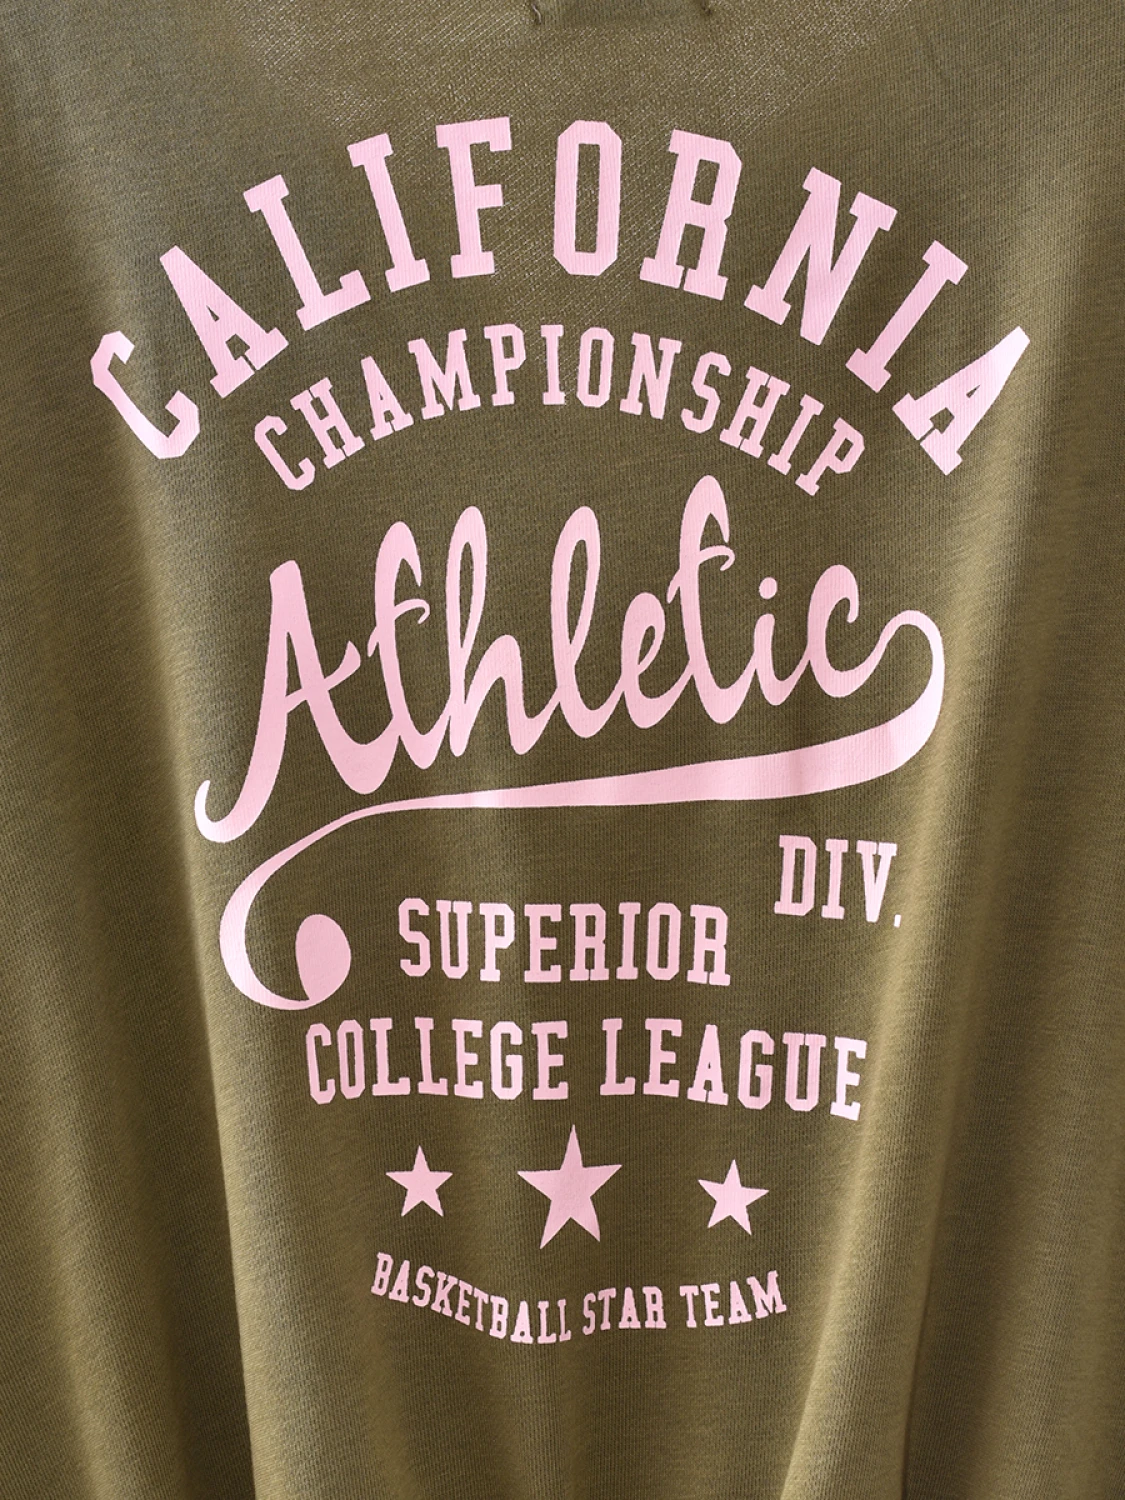 CALIFORNIA
CHAMPIONSHIP
Athletic
DIV.
SUPERIOR
COLLEGE LEAGUE
BASKETBALL STAR TEAM